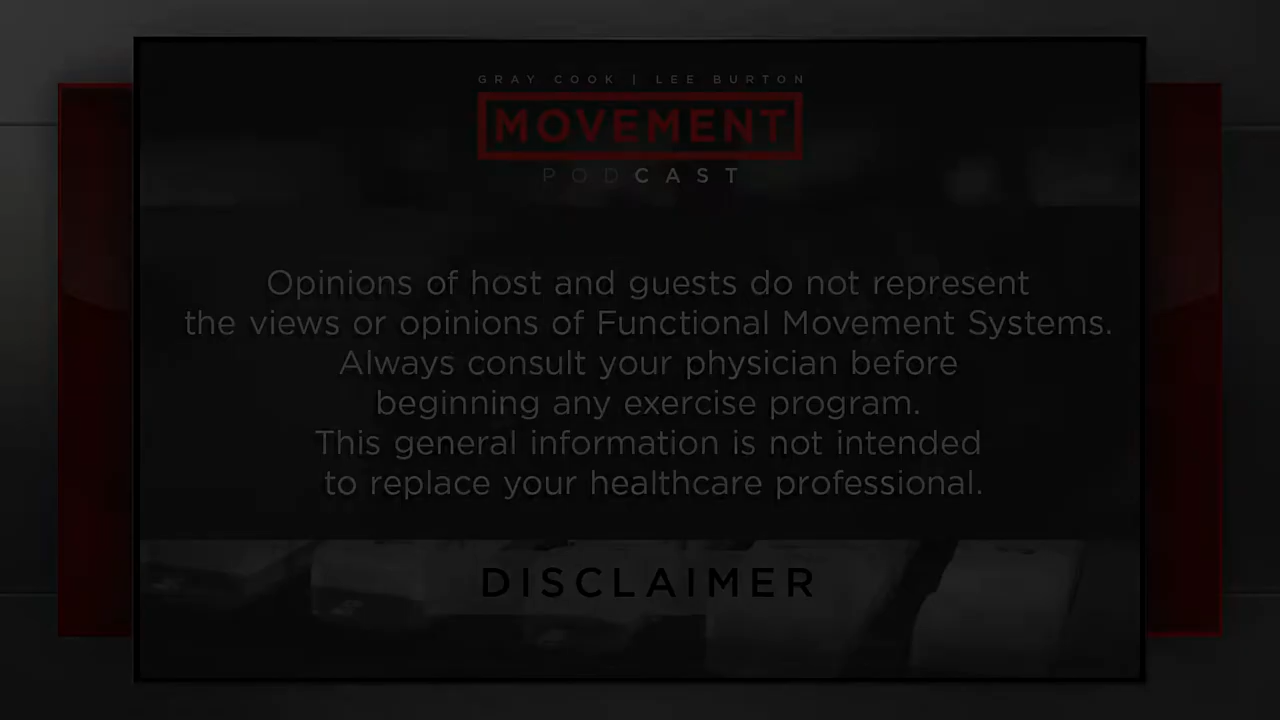 GRAY COOK | LEE BURTON
MOVEMENT
PODCAST
Opinions of host and guests do not represent
the views or opinions of Functional Movement Systems.
Always consult your physician before
beginning any exercise program.
This general information is not intended
to replace your healthcare professional.
DISCLAIMER